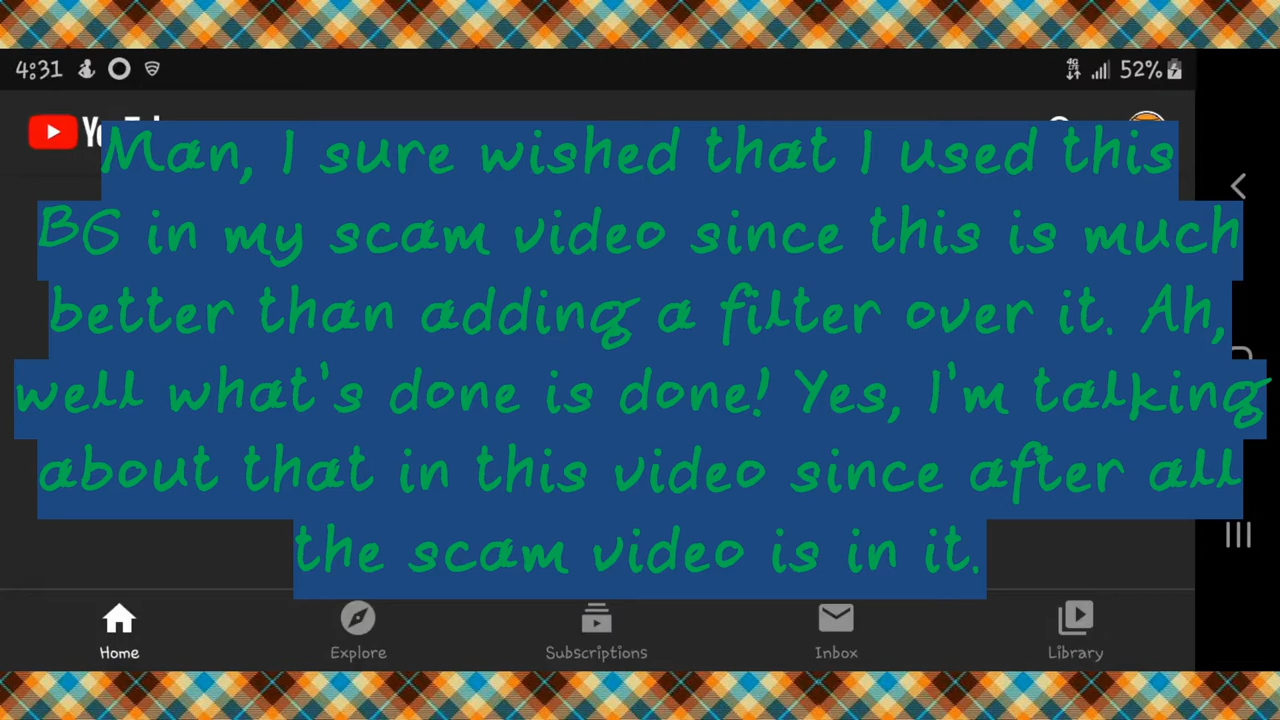 4:31 52%
YouTube
Man, I sure wished that I used this
BG in my scam video since this is much
better than adding a filter over it. Ah,
well what's done is done! Yes, I'm talking
about that in this video since after all
the scam video is in it.
Home Explore Subscriptions Inbox Library